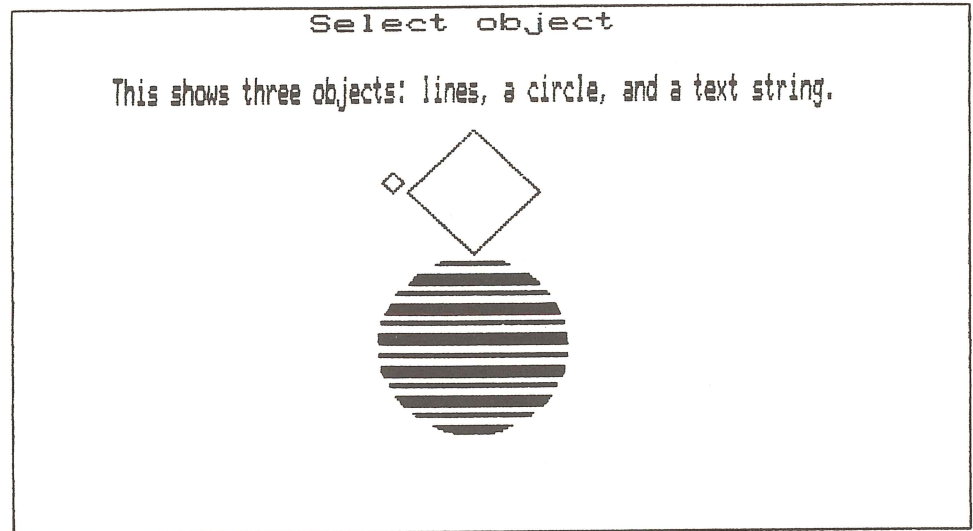 Select object
This shows three objects: lines, a circle, and a text string.